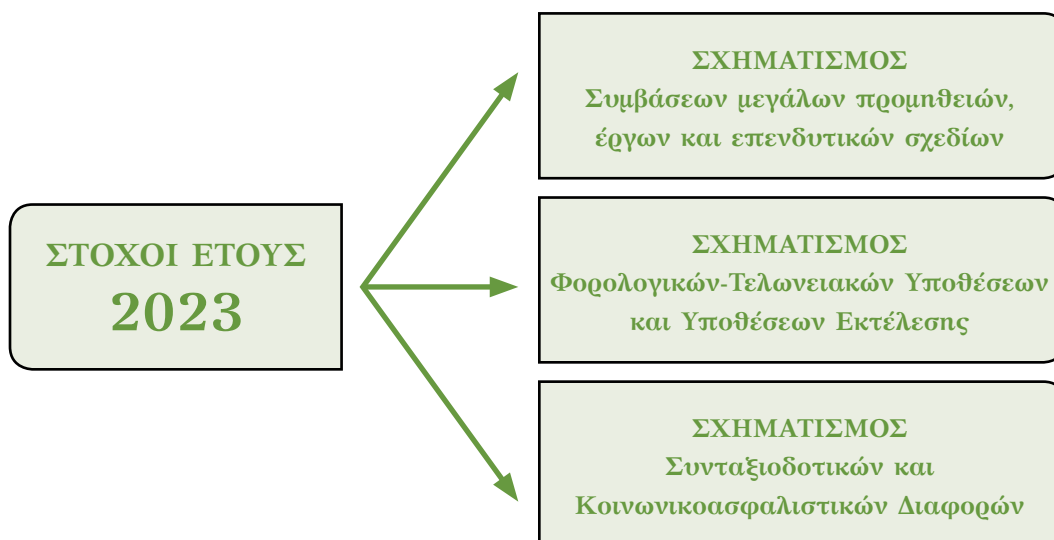 ΣΤΟΧΟΙ ΕΤΟΥΣ
2023
ΣΧΗΜΑΤΙΣΜΟΣ
Συμβάσεων μεγάλων προμηθειών,
έργων και επενδυτικών σχεδίων
ΣΧΗΜΑΤΙΣΜΟΣ
Φορολογικών-Τελωνειακών Υποθέσεων
και Υποθέσεων Εκτέλεσης
ΣΧΗΜΑΤΙΣΜΟΣ
Συνταξιοδοτικών και
Κοινωνικοασφαλιστικών Διαφορών